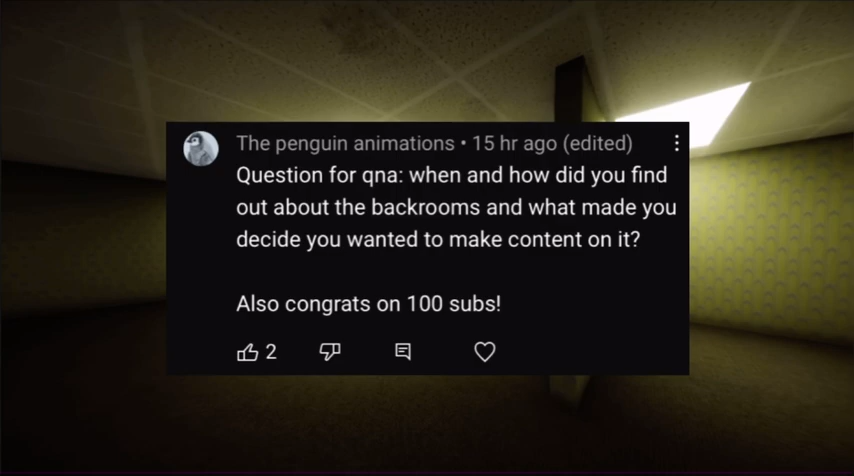 The penguin animations • 15 hr ago (edited)
Question for qna: when and how did you find
out about the backrooms and what made you
decide you wanted to make content on it?
Also congrats on 100 subs!
2